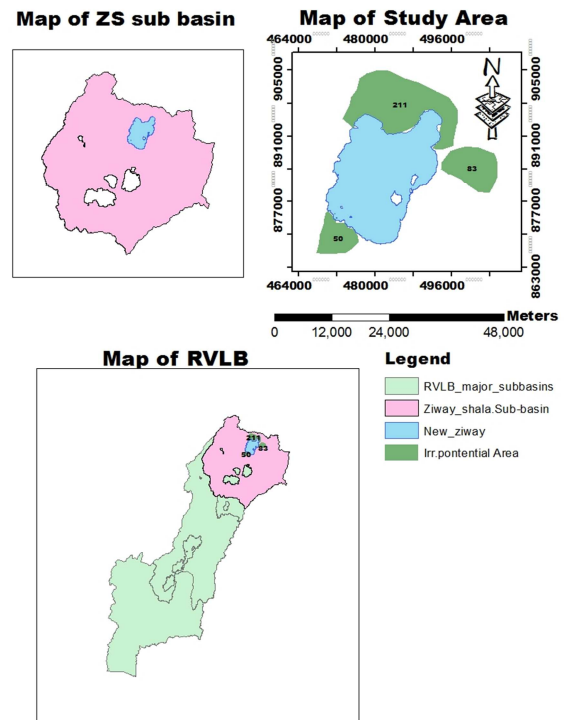 Map of ZS sub basin
Map of Study Area
464000 480000 496000
905000
905000
891000
891000
877000
877000
863000
N
211
83
50
464000 480000 496000
Meters
0 12,000 24,000 48,000
Map of RVLB
Legend
RVLB_major_subbasins
Ziway_shala.Sub-basin
New_ziway
Irr.pontential Area
211
83
50